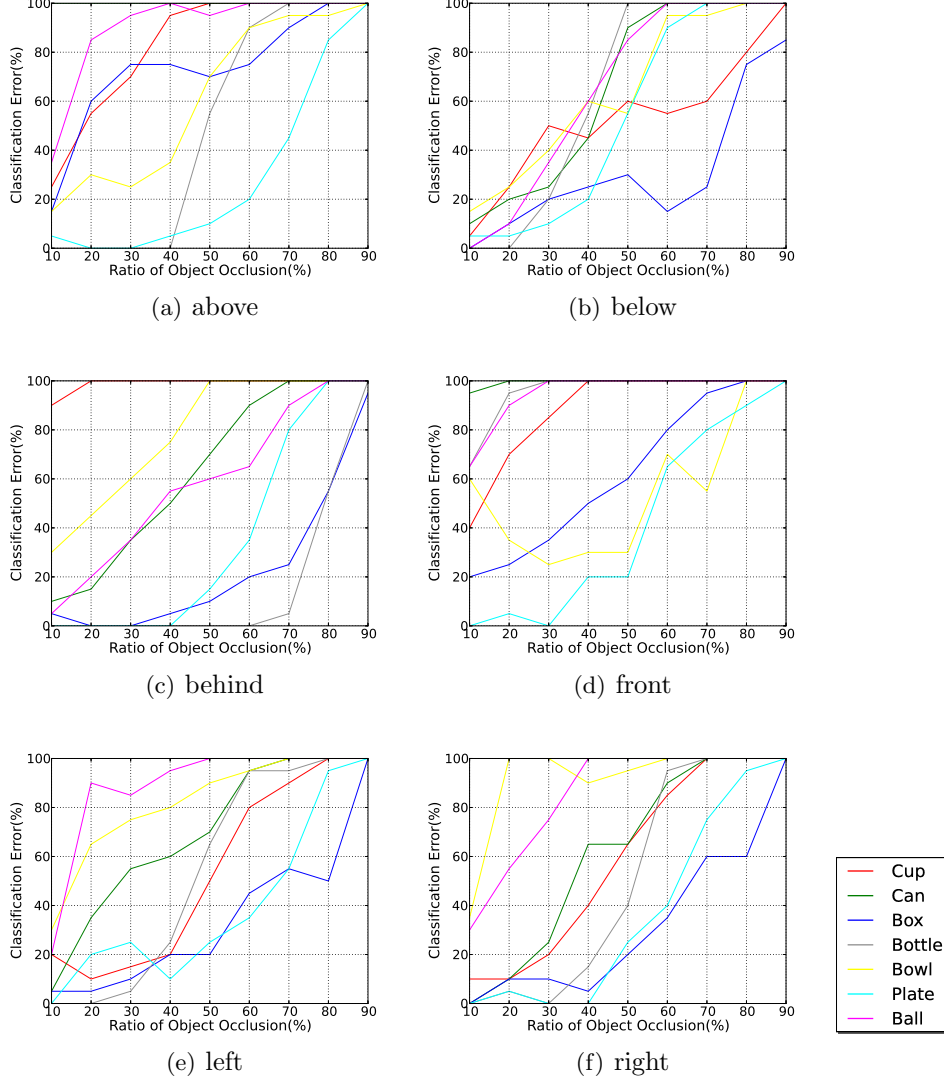 100
80
60
40
20
0
Classification Error(%)
10 20 30 40 50 60 70 80 90
Ratio of Object Occlusion(%)
(a) above
100
80
60
40
20
0
Classification Error(%)
10 20 30 40 50 60 70 80 90
Ratio of Object Occlusion(%)
(b) below
100
80
60
40
20
0
Classification Error(%)
10 20 30 40 50 60 70 80 90
Ratio of Object Occlusion(%)
(c) behind
100
80
60
40
20
0
Classification Error(%)
10 20 30 40 50 60 70 80 90
Ratio of Object Occlusion(%)
(d) front
100
80
60
40
20
0
Classification Error(%)
10 20 30 40 50 60 70 80 90
Ratio of Object Occlusion(%)
(e) left
100
80
60
40
20
0
Classification Error(%)
10 20 30 40 50 60 70 80 90
Ratio of Object Occlusion(%)
(f) right
Cup
Can
Box
Bottle
Bowl
Plate
Ball